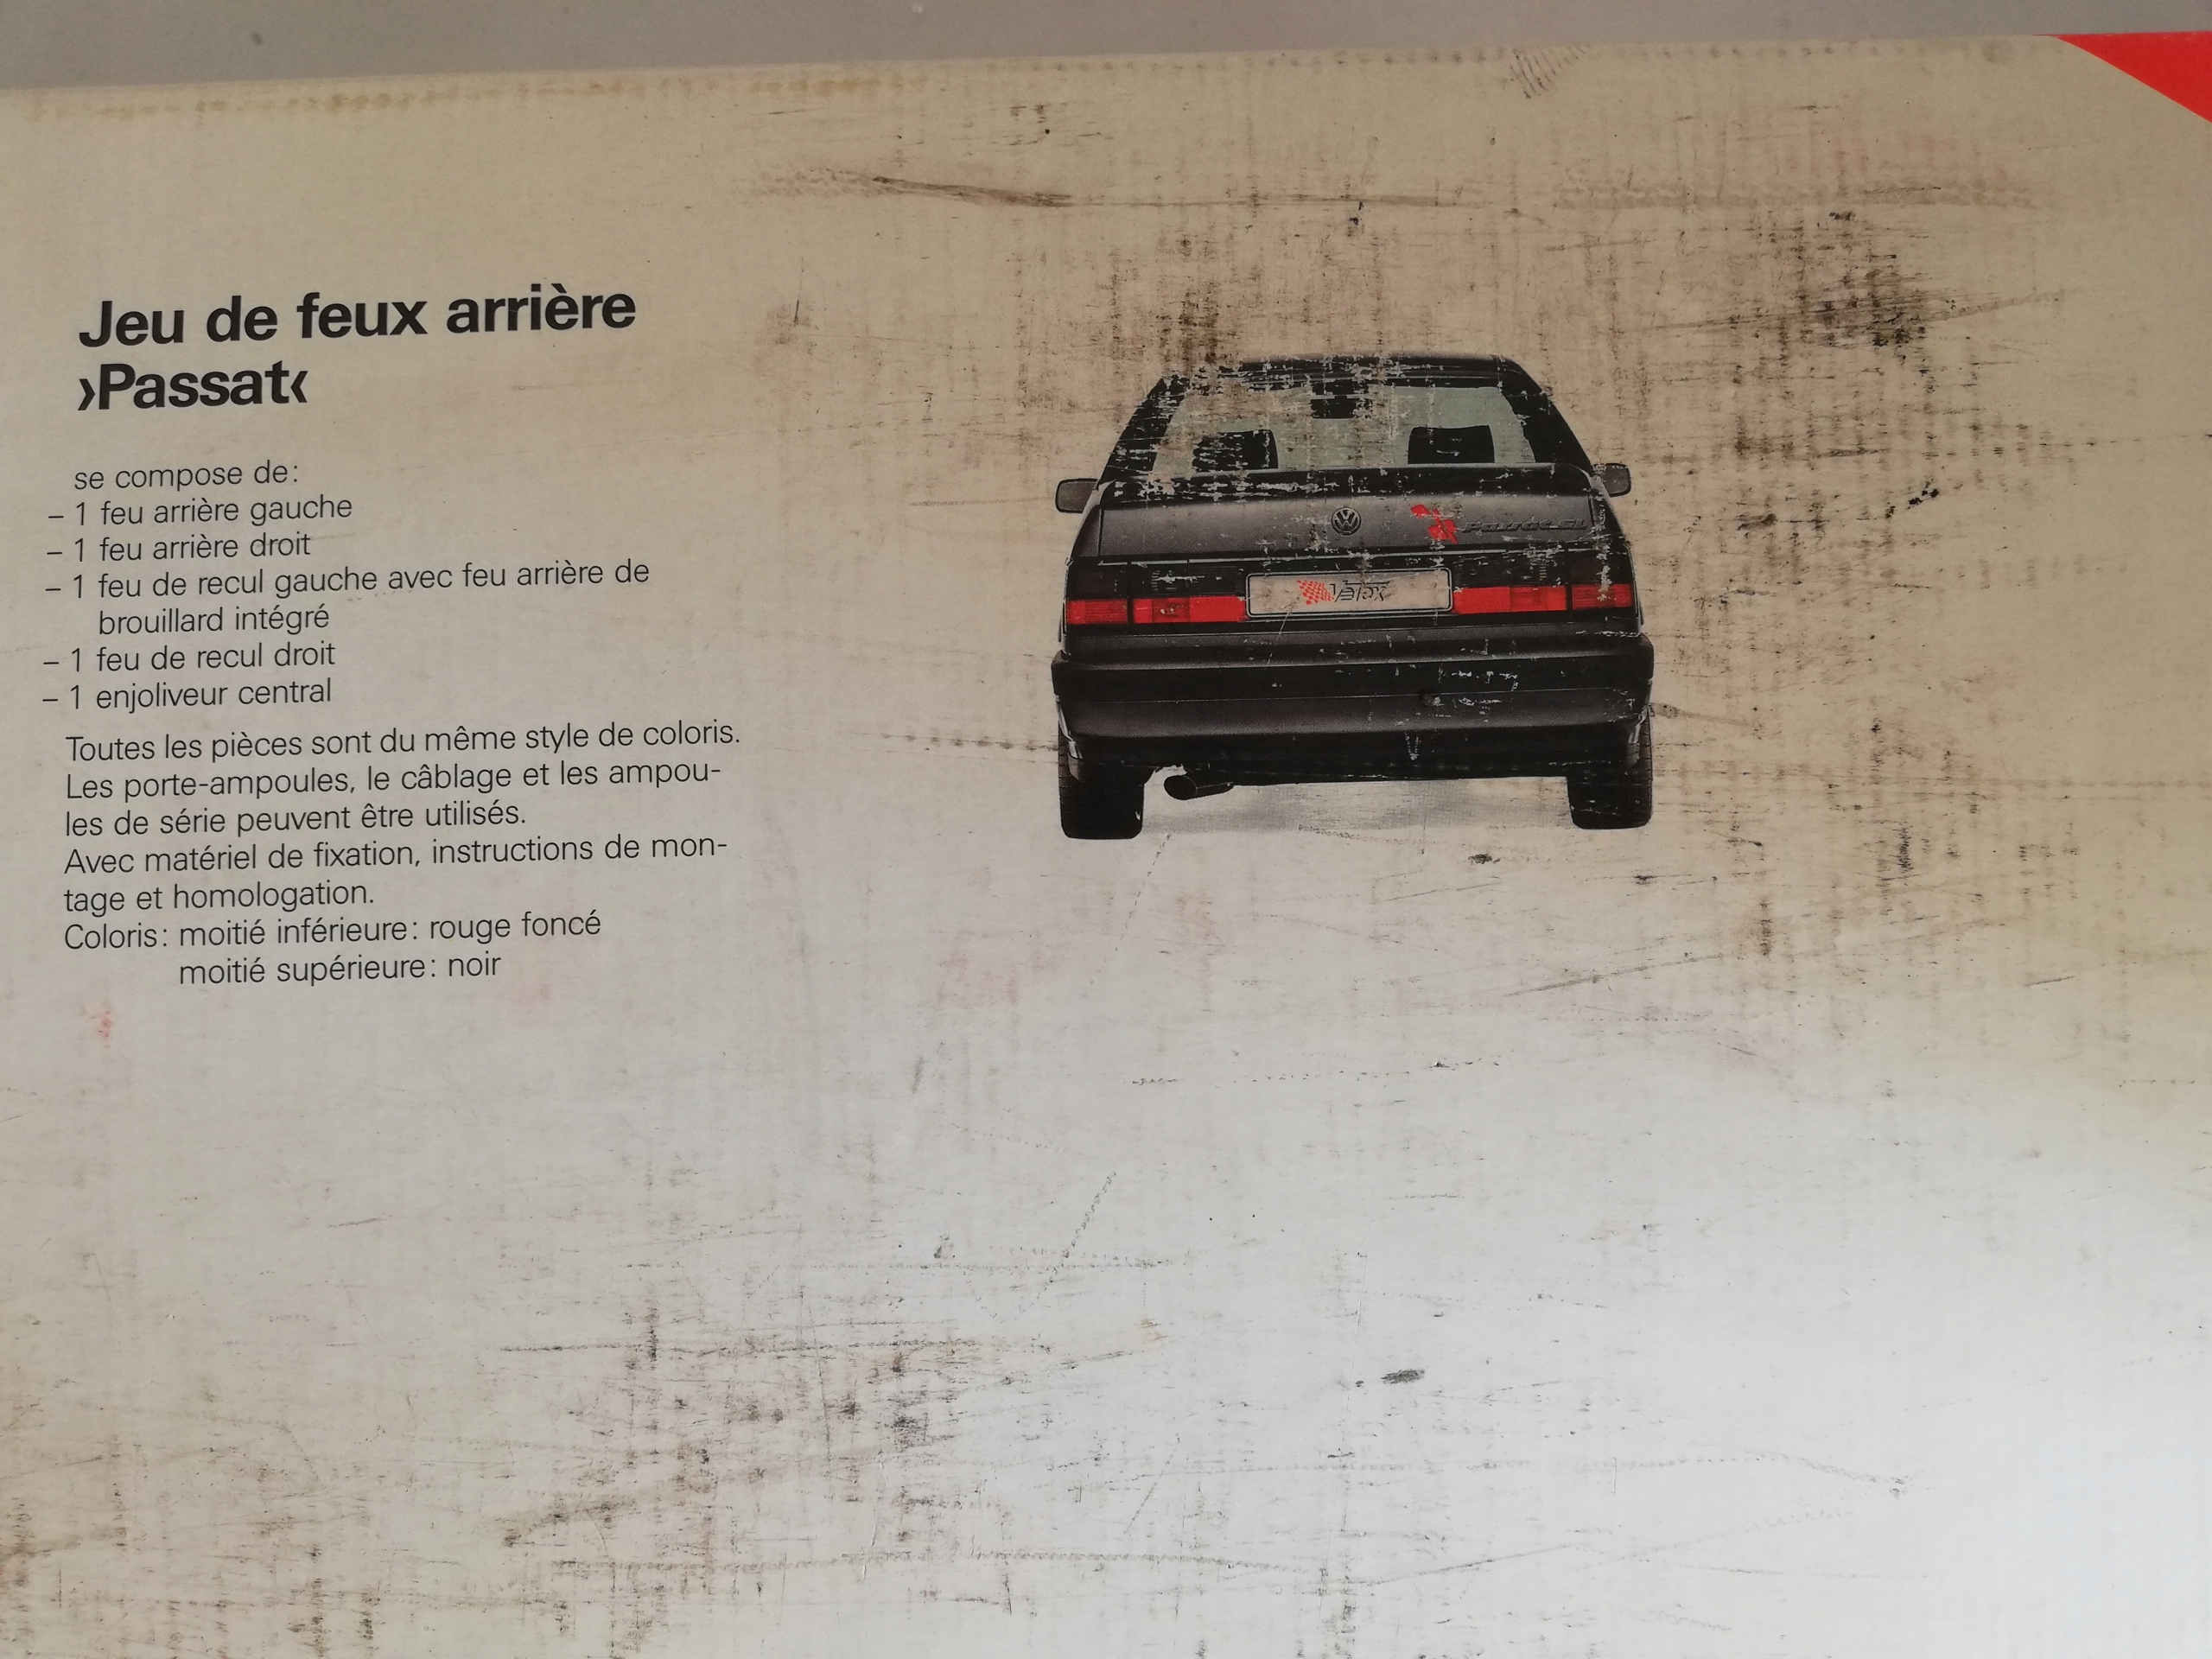 Jeu de feux arrière
›Passat‹
se compose de:
– 1 feu arrière gauche
– 1 feu arrière droit
– 1 feu de recul gauche avec feu arrière de
brouillard intégré
– 1 feu de recul droit
– 1 enjoliveur central
Toutes les pièces sont du même style de coloris.
Les porte-ampoules, le câblage et les ampou-
les de série peuvent être utilisés.
Avec matériel de fixation, instructions de mon-
tage et homologation.
Coloris: moitié inférieure: rouge foncé
moitié supérieure: noir
VW
Passat GL
Votex